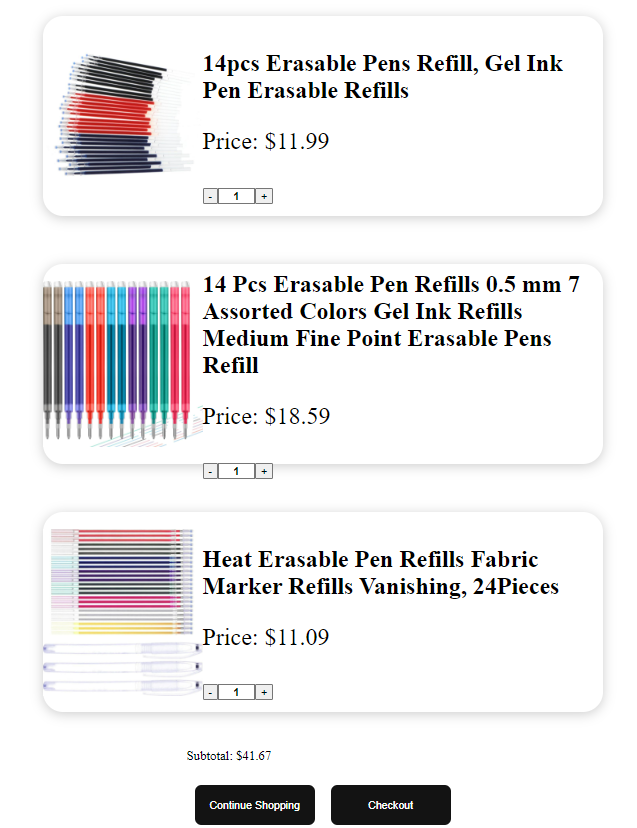 14pcs Erasable Pens Refill, Gel Ink
Pen Erasable Refills
Price: $11.99
- 1 +
14 Pcs Erasable Pen Refills 0.5 mm 7
Assorted Colors Gel Ink Refills
Medium Fine Point Erasable Pens
Refill
Price: $18.59
- 1 +
Heat Erasable Pen Refills Fabric
Marker Refills Vanishing, 24Pieces
Price: $11.09
- 1 +
Subtotal: $41.67
Continue Shopping
Checkout